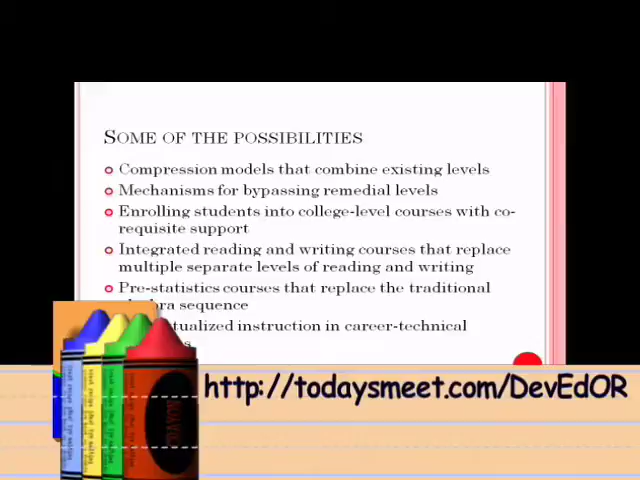 SOME OF THE POSSIBILITIES
Compression models that combine existing levels
Mechanisms for bypassing remedial levels
Enrolling students into college-level courses with co-
requisite support
Integrated reading and writing courses that replace
multiple separate levels of reading and writing
Pre-statistics courses that replace the traditional
sequence
instruction in career-technical
http://todaysmeet.com/DevEdOR